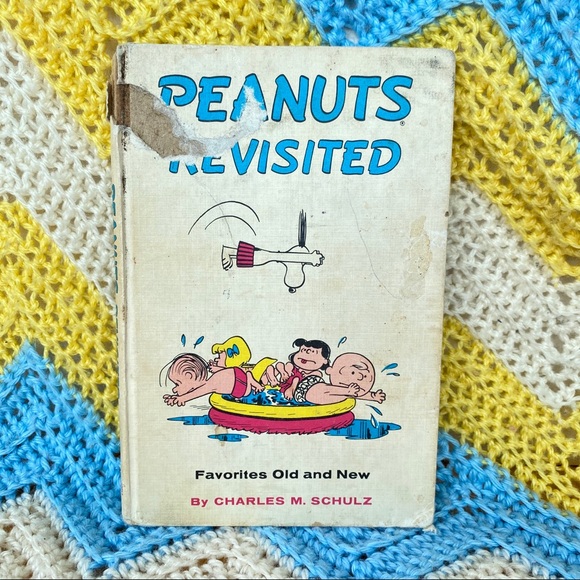 PEANUTS®
REVISITED
Favorites Old and New
By CHARLES M. SCHULZ